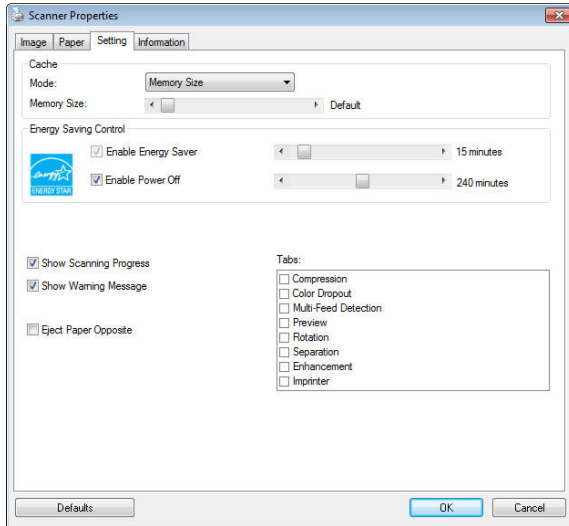 Scanner Properties
Image Paper Setting Information
Cache
Mode: Memory Size
Memory Size: Default
Energy Saving Control
Enable Energy Saver 15 minutes
energy
ENERGY STAR
Enable Power Off 240 minutes
Show Scanning Progress
Show Warning Message
Eject Paper Opposite
Tabs:
Compression
Color Dropout
Multi-Feed Detection
Preview
Rotation
Separation
Enhancement
Imprinter
Defaults OK Cancel